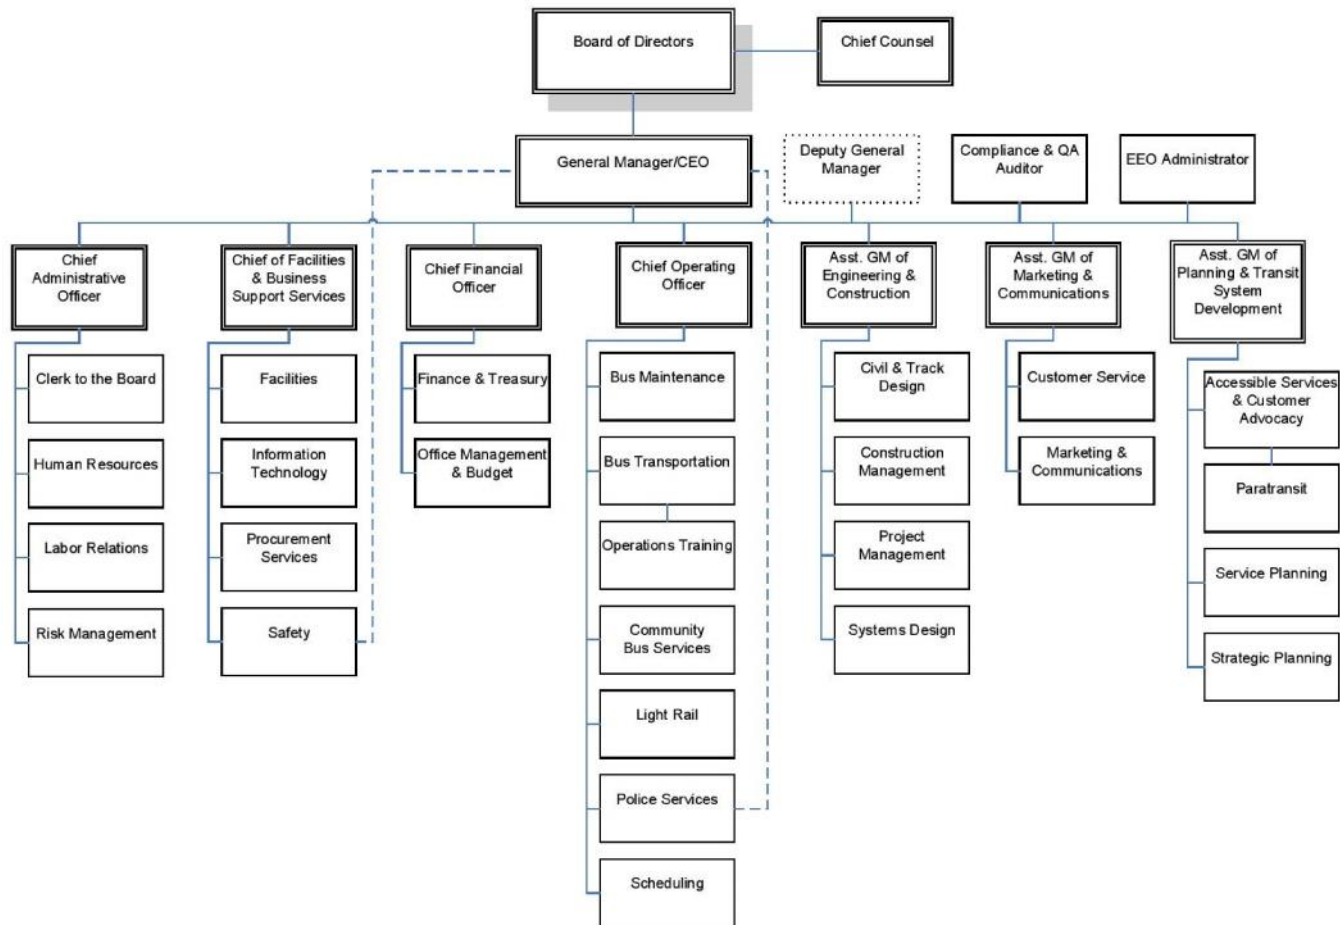 Board of Directors
Chief Counsel
General Manager/CEO
Deputy General
Manager
Compliance & QA
Auditor
EEO Administrator
Chief
Administrative
Officer
Chief of Facilities
& Business
Support Services
Chief Financial
Officer
Chief Operating
Officer
Asst. GM of
Engineering &
Construction
Asst. GM of
Marketing &
Communications
Asst. GM of
Planning & Transit
System
Development
Clerk to the Board
Human Resources
Labor Relations
Risk Management
Facilities
Information
Technology
Procurement
Services
Safety
Finance & Treasury
Office Management
& Budget
Bus Maintenance
Bus Transportation
Operations Training
Community
Bus Services
Light Rail
Police Services
Scheduling
Civil & Track
Design
Construction
Management
Project
Management
Systems Design
Customer Service
Marketing &
Communications
Accessible Services
& Customer
Advocacy
Paratransit
Service Planning
Strategic Planning